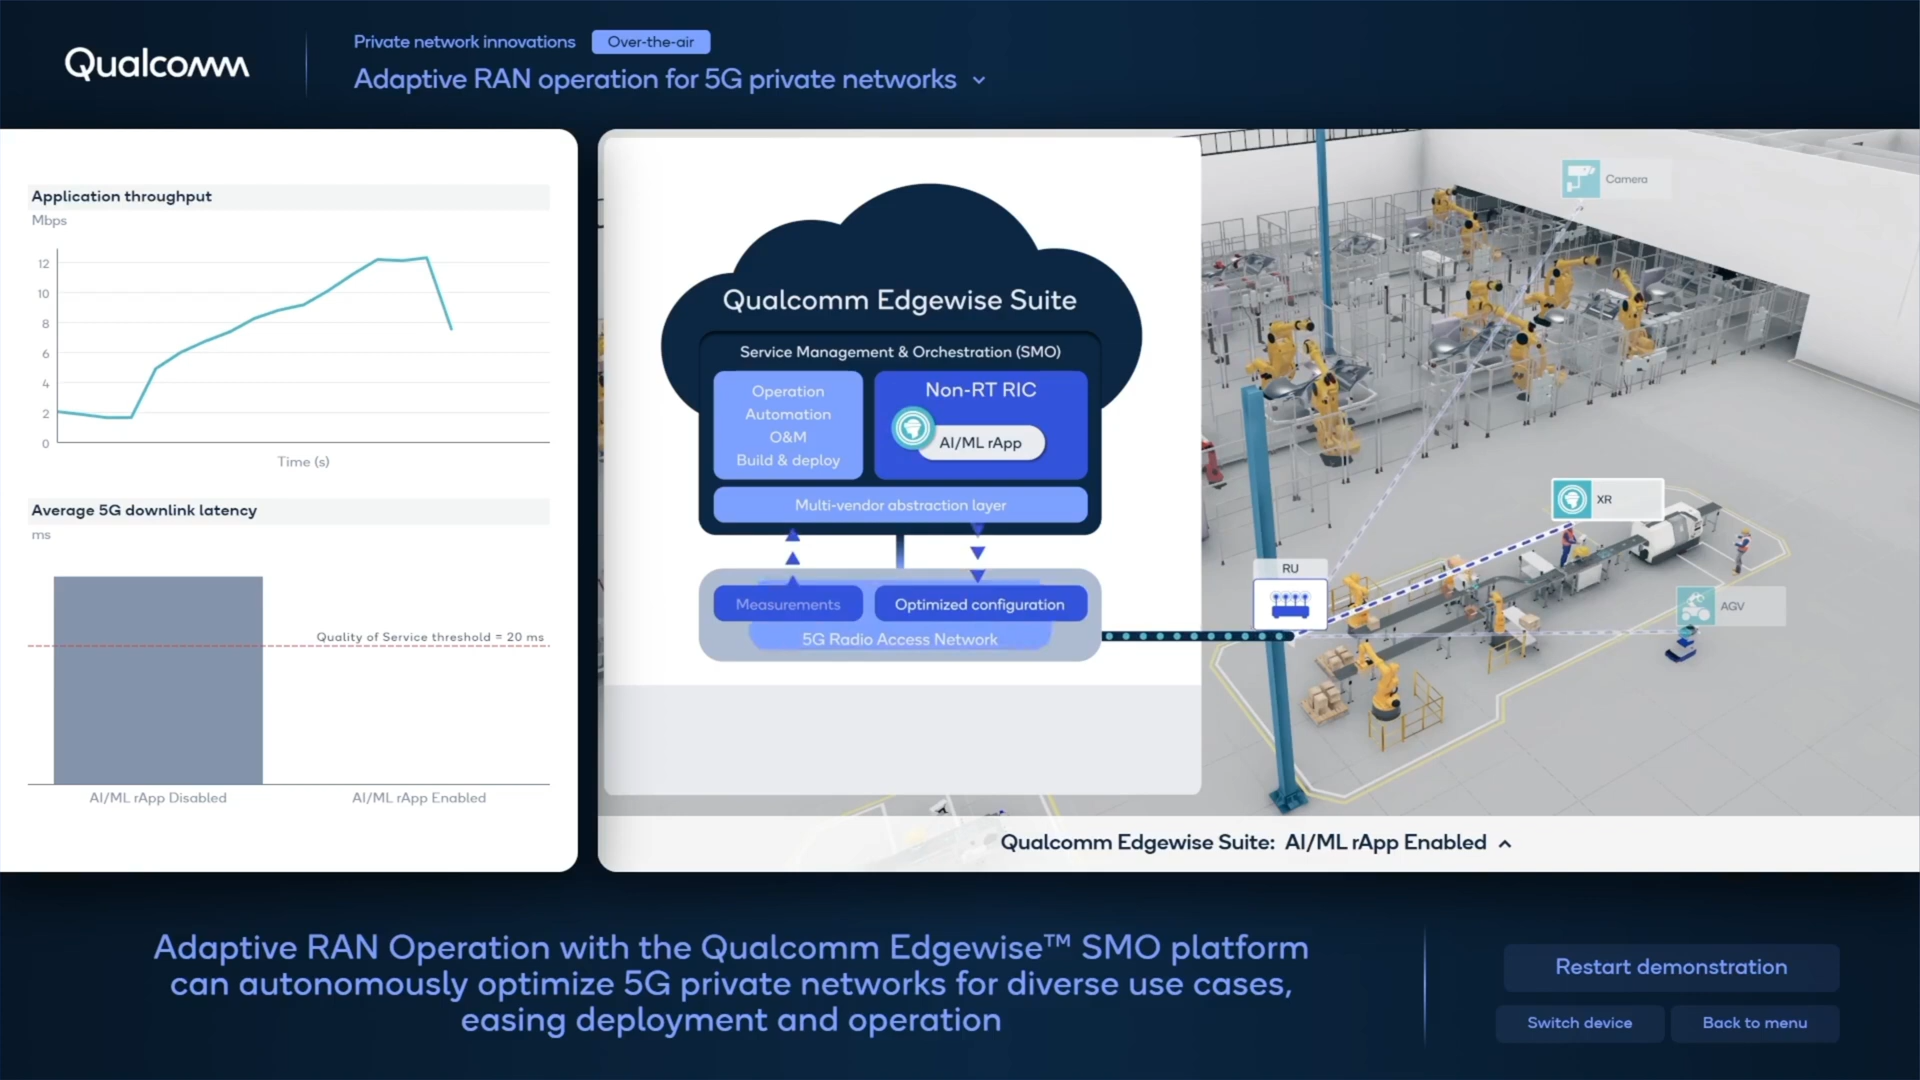 Qualcomm
Private network innovations
Over-the-air
Adaptive RAN operation for 5G private networks
Application throughput
Mbps
12
10
8
6
4
2
0
Time (s)
Average 5G downlink latency
ms
Quality of Service threshold = 20 ms
AI/ML rApp Disabled
AI/ML rApp Enabled
Qualcomm Edgewise Suite
Service Management & Orchestration (SMO)
Operation
Automation
O&M
Build & deploy
Non-RT RIC
AI/ML rApp
Multi-vendor abstraction layer
Measurements
Optimized configuration
5G Radio Access Network
Camera
XR
RU
AGV
Qualcomm Edgewise Suite: AI/ML rApp Enabled
Adaptive RAN Operation with the Qualcomm Edgewise™ SMO platform
can autonomously optimize 5G private networks for diverse use cases,
easing deployment and operation
Restart demonstration
Switch device
Back to menu